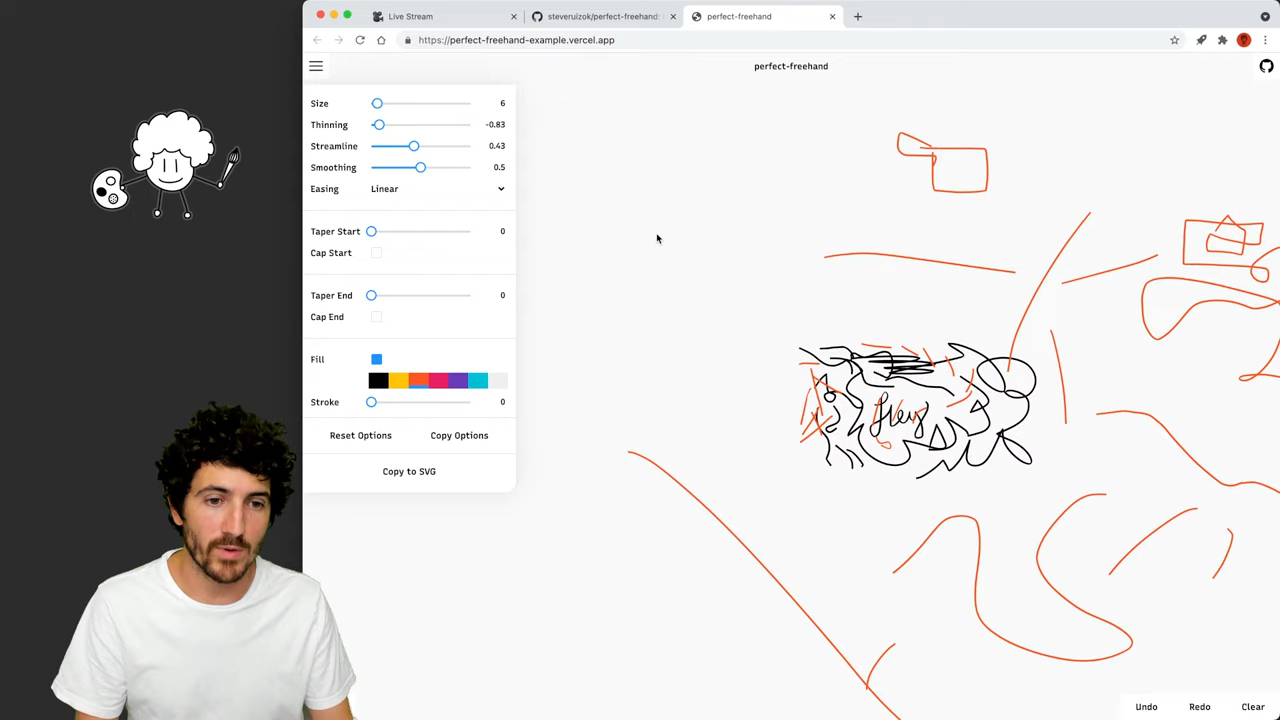 Live Stream
steveruizok/perfect-freehand:
perfect-freehand
https://perfect-freehand-example.vercel.app
perfect-freehand
Size 6
Thinning -0.83
Streamline 0.43
Smoothing 0.5
Easing Linear
Taper Start 0
Cap Start
Taper End 0
Cap End
Fill
Stroke 0
Reset Options Copy Options
Copy to SVG
Hey
Undo Redo Clear